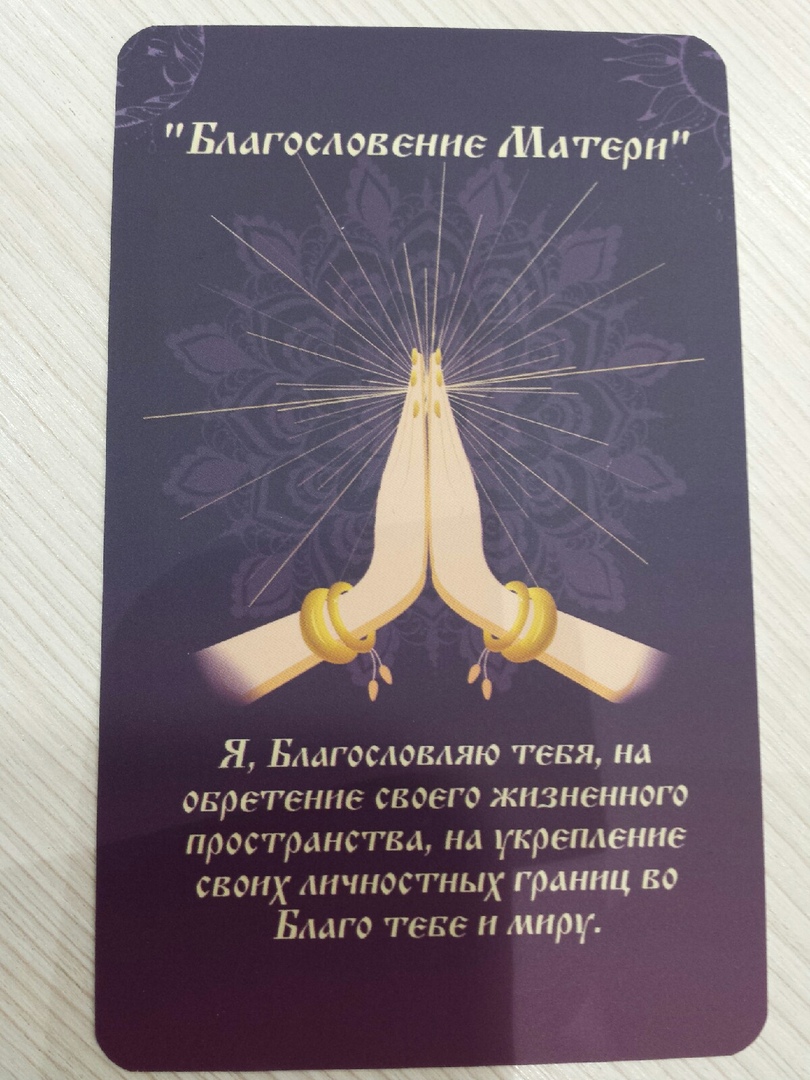 "Благословение Матери"
Я, Благословляю тебя, на
обретение своего жизненного
пространства, на укрепление
своих личностных границ во
Благо тебе и миру.